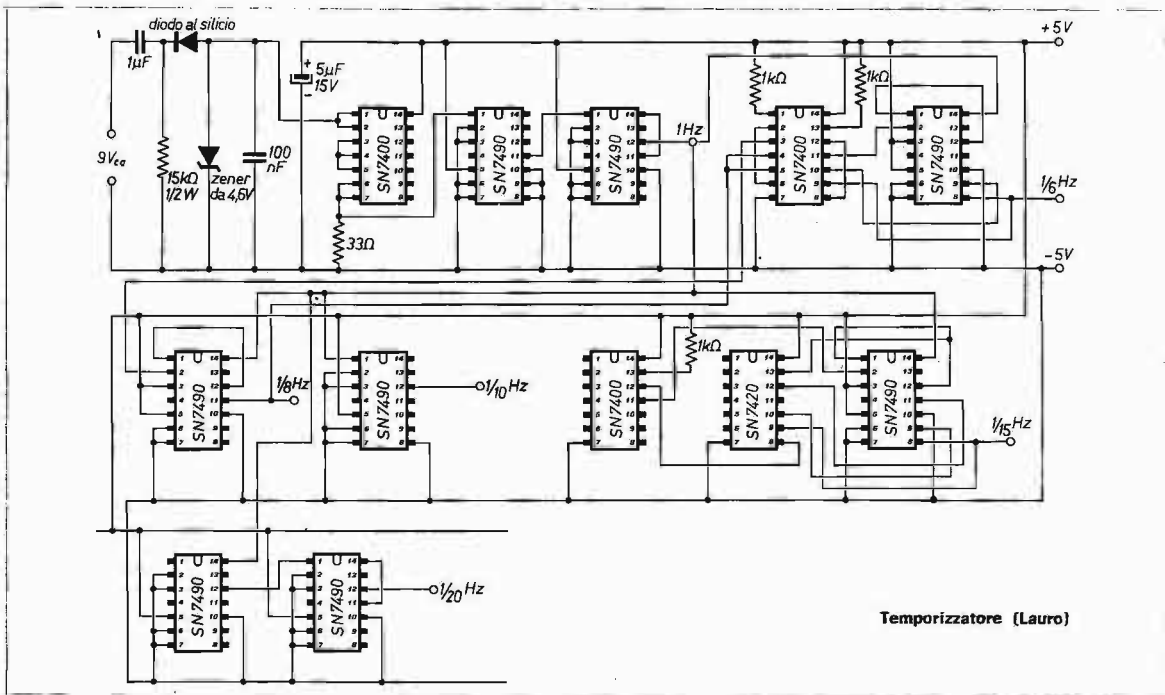 diodo al silicio
1µF
9Vca
15kΩ
1/2W
zener
da 4,6V
100
nF
5µF
15V
+
-
33Ω
SN7400
SN7490
SN7490
1Hz
1kΩ
1kΩ
SN7400
SN7490
+5V
1/6Hz
-5V
SN7490
1/8Hz
SN7490
1/10Hz
SN7400
1kΩ
SN7420
SN7490
1/15Hz
SN7490
SN7490
1/20Hz
Temporizzatore (Lauro)